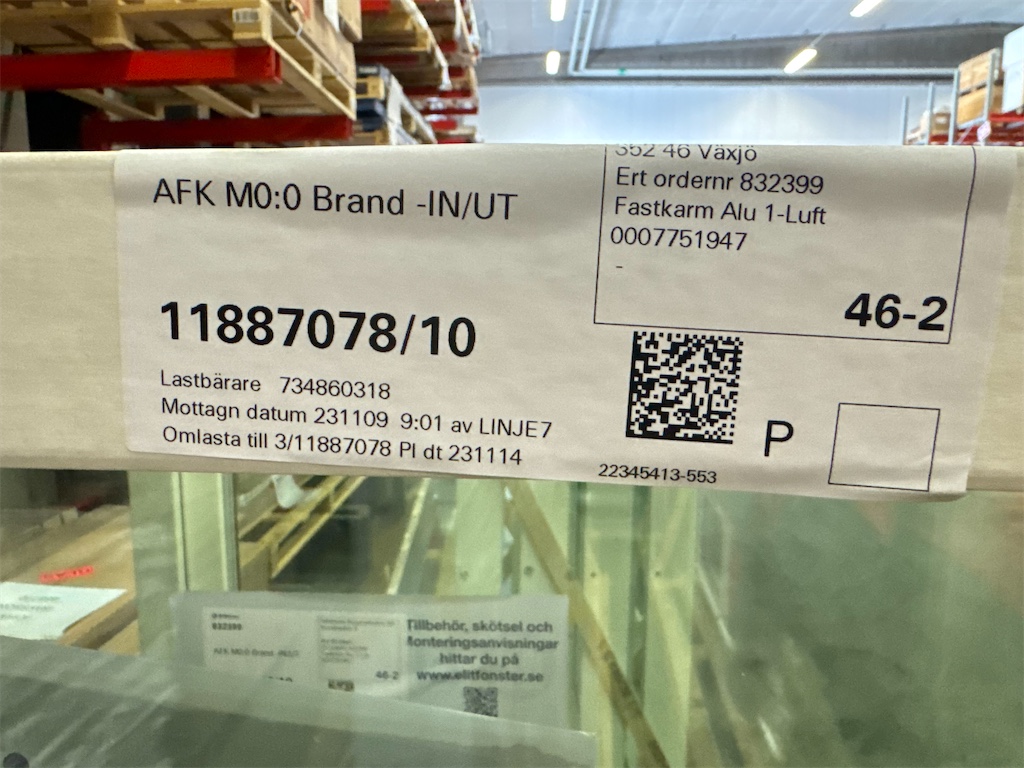 AFK M0:0 Brand -IN/UT
352 46 Växjö
Ert ordernr 832399
Fastkarm Alu 1-Luft
0007751947
-
46-2
11887078/10
Lastbärare 734860318
Mottagn datum 231109 9:01 av LINJE7
Omlasta till 3/11887078 Pl dt 231114
P
22345413-553
832399
AFK M0:0 Brand -IN/UT
46-2
Tillbehör, skötsel och
Monteringsanvisningar
hittar du på
www.elitfonster.se